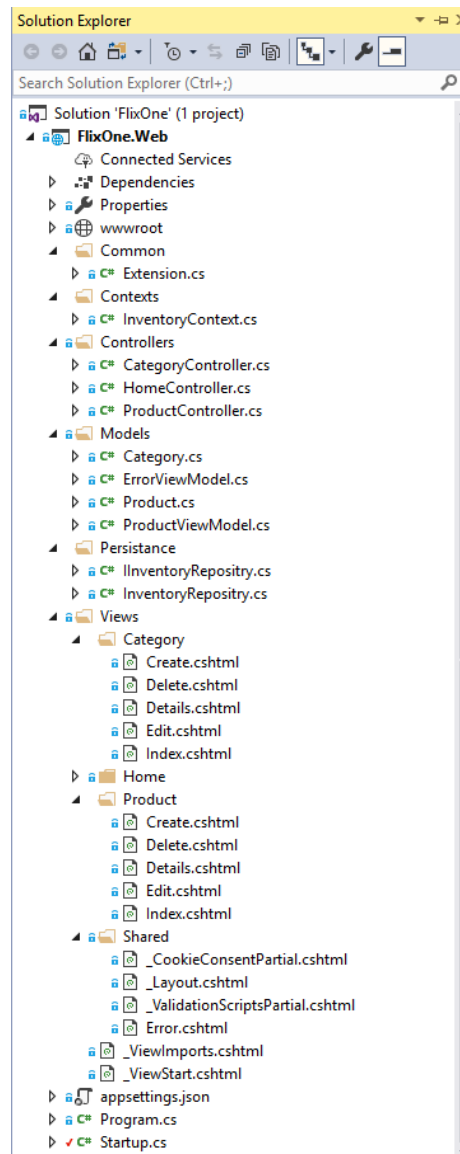 Solution Explorer
Search Solution Explorer (Ctrl+;)
Solution 'FlixOne' (1 project)
FlixOne.Web
Connected Services
Dependencies
Properties
wwwroot
Common
C# Extension.cs
Contexts
C# InventoryContext.cs
Controllers
C# CategoryController.cs
C# HomeController.cs
C# ProductController.cs
Models
C# Category.cs
C# ErrorViewModel.cs
C# Product.cs
C# ProductViewModel.cs
Persistance
C# IInventoryRepositry.cs
C# InventoryRepositry.cs
Views
Category
Create.cshtml
Delete.cshtml
Details.cshtml
Edit.cshtml
Index.cshtml
Home
Product
Create.cshtml
Delete.cshtml
Details.cshtml
Edit.cshtml
Index.cshtml
Shared
_CookieConsentPartial.cshtml
_Layout.cshtml
_ValidationScriptsPartial.cshtml
Error.cshtml
_ViewImports.cshtml
_ViewStart.cshtml
appsettings.json
C# Program.cs
C# Startup.cs